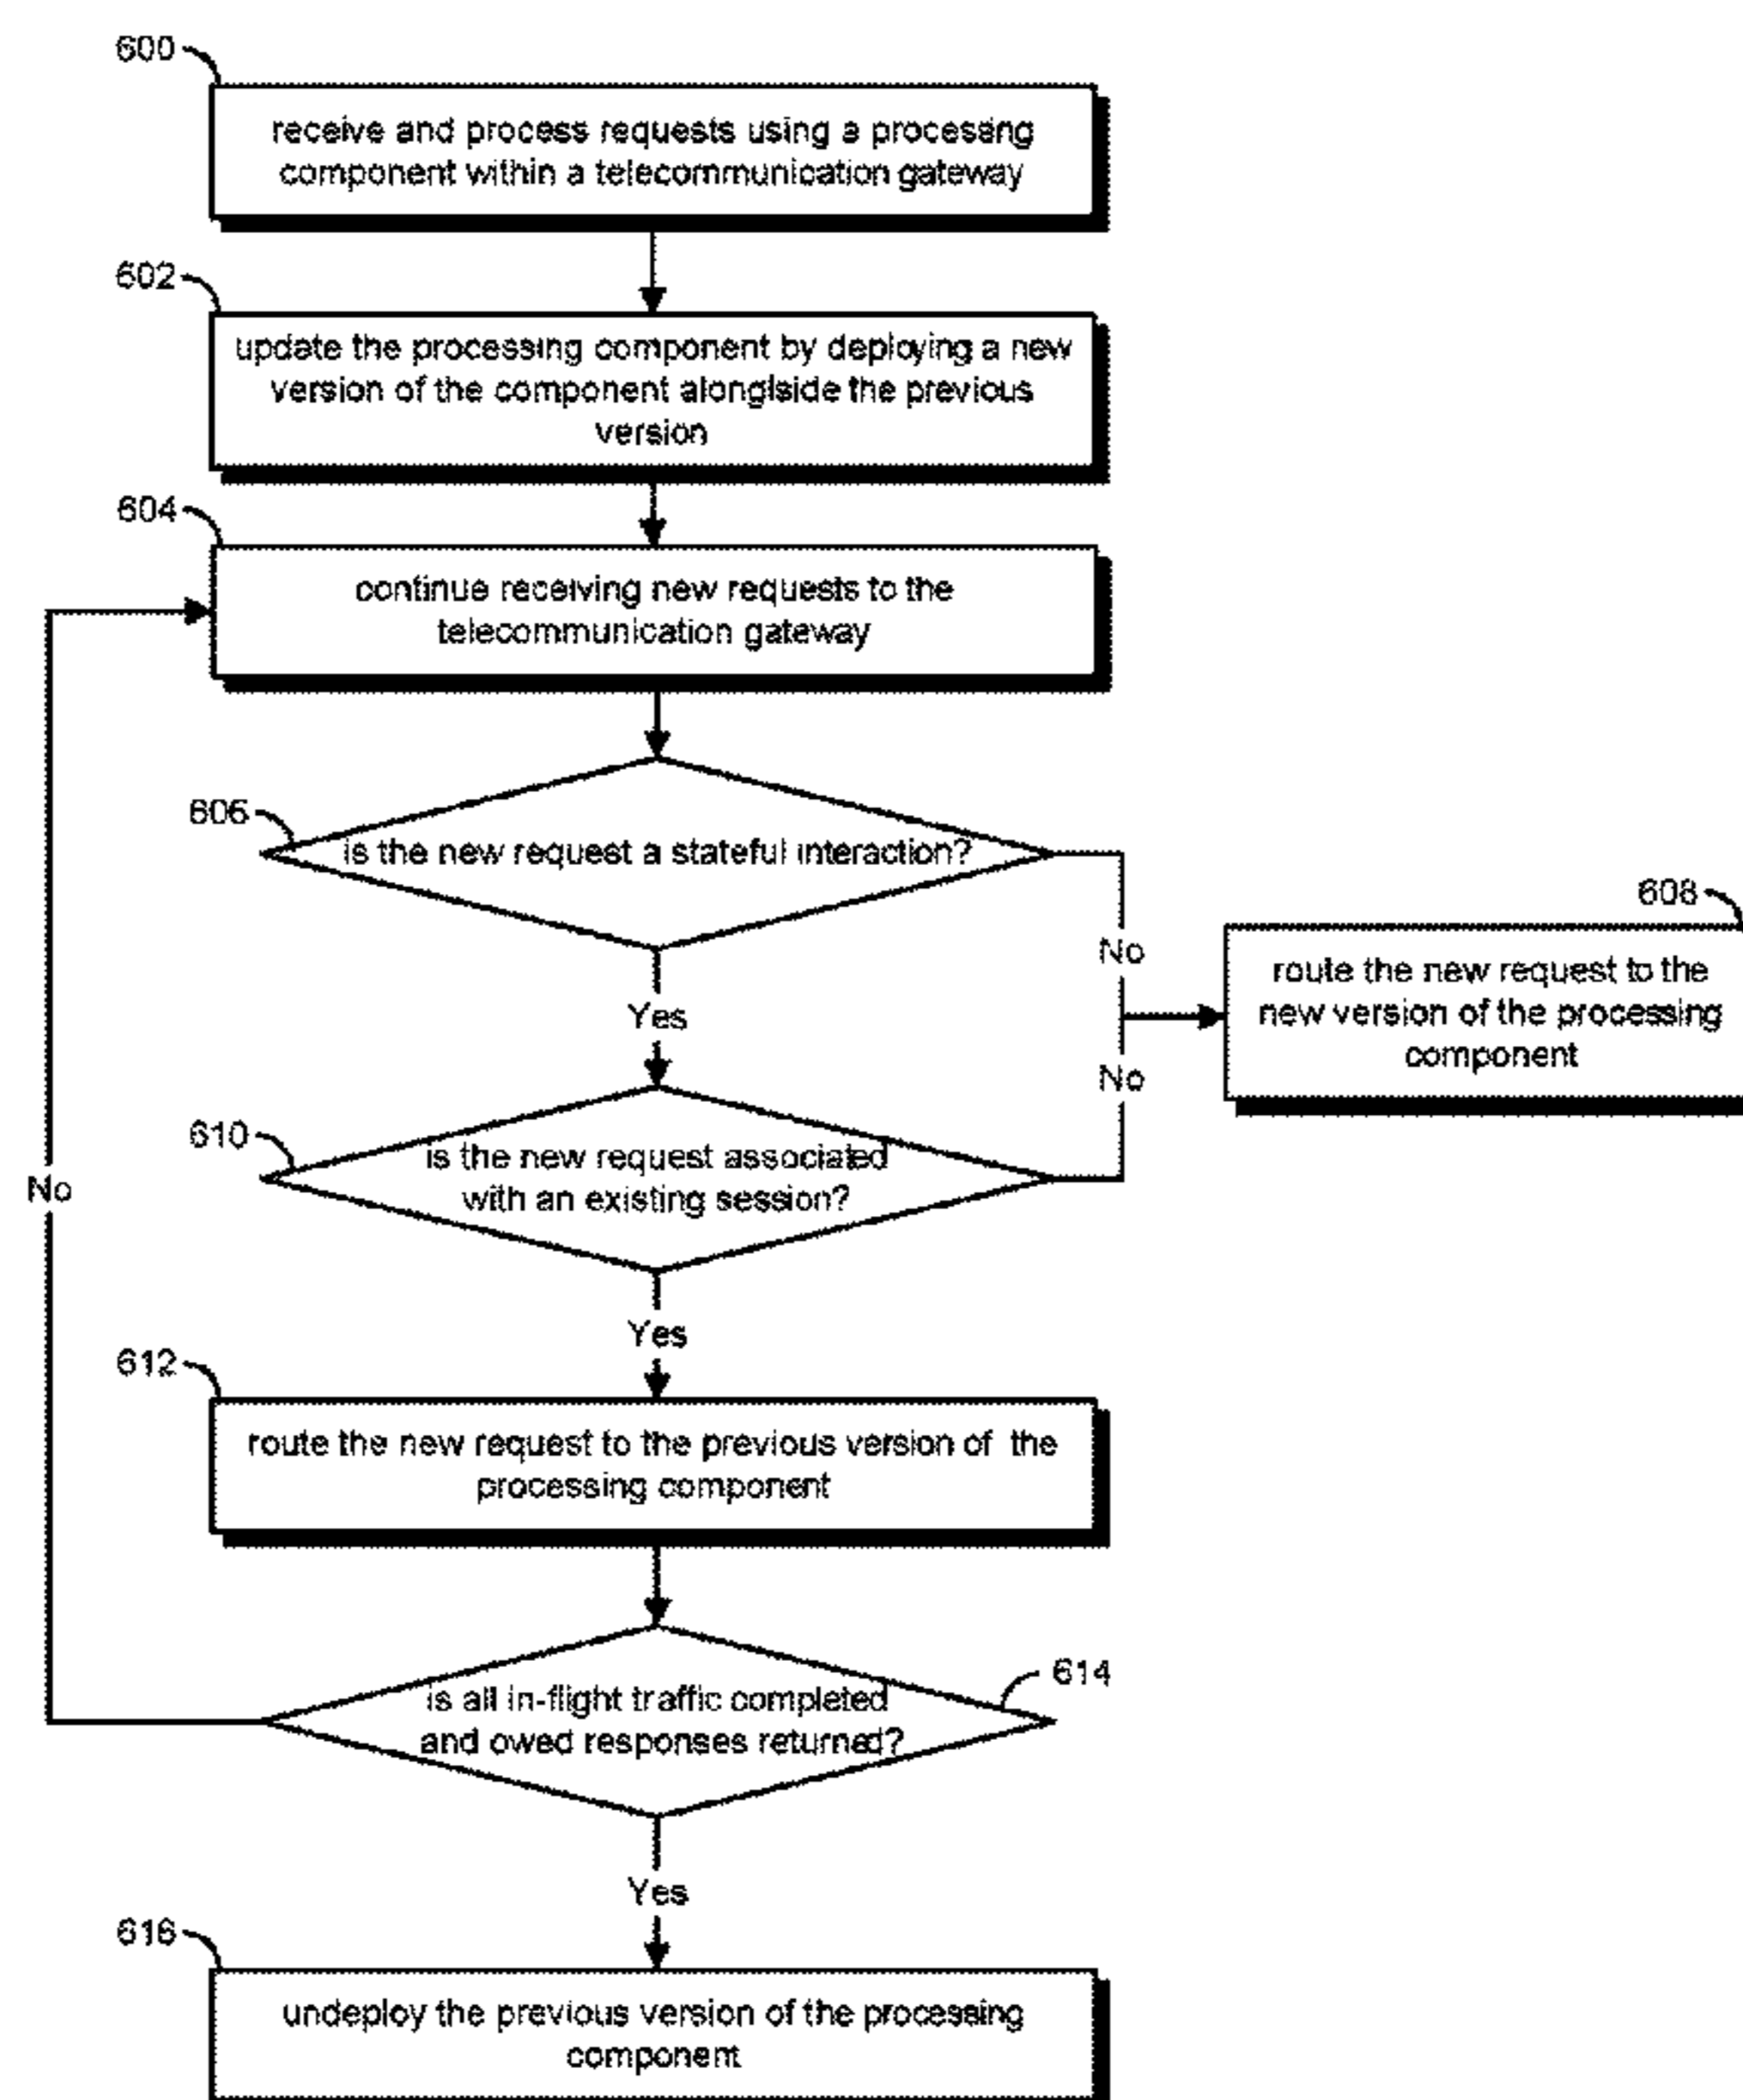 600
receive and process requests using a processing
component within a telecommunication gateway
602
update the processing component by deploying a new
version of the component alonglside the previous
version
604
continue receiving new requests to the
telecommunication gateway
606
is the new request a stateful interaction?
No
608
route the new request to the
new version of the processing
component
Yes
No
610
is the new request associated
with an existing session?
No
Yes
612
route the new request to the previous version of the
processing component
614
is all in-flight traffic completed
and owed responses returned?
Yes
616
undeploy the previous version of the processing
component